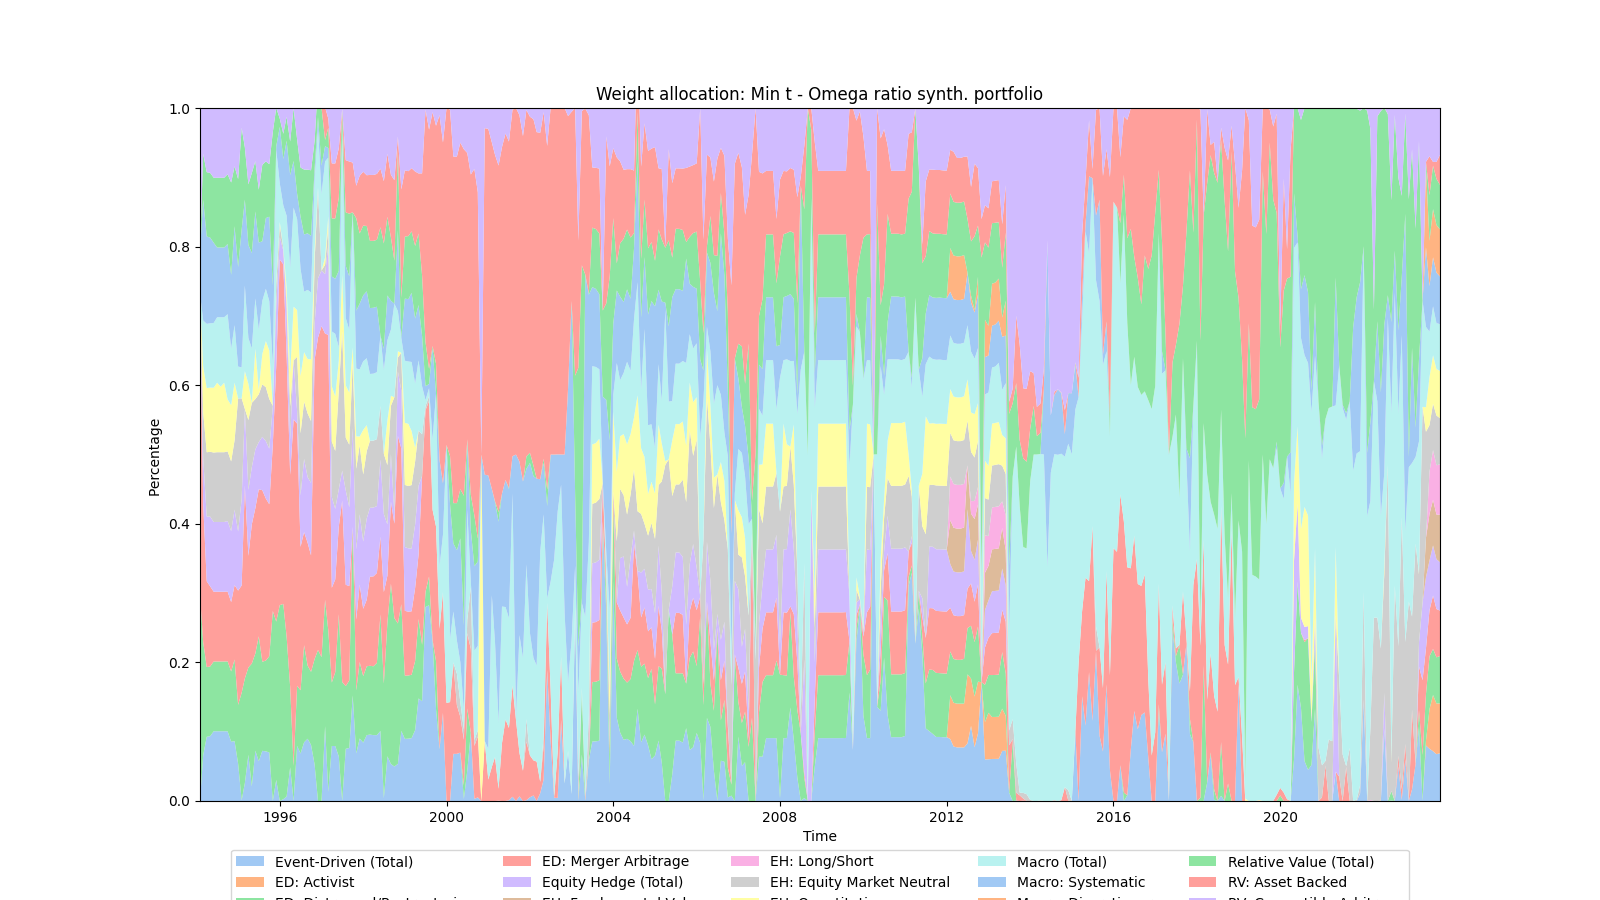 Weight allocation: Min t - Omega ratio synth. portfolio
1.0
0.8
0.6
0.4
0.2
0.0
Percentage
1996 2000 2004 2008 2012 2016 2020
Time
Event-Driven (Total) ED: Merger Arbitrage EH: Long/Short Macro (Total) Relative Value (Total)
ED: Activist Equity Hedge (Total) EH: Equity Market Neutral Macro: Systematic RV: Asset Backed